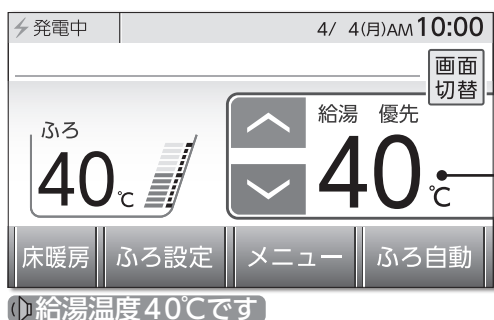 発電中 4/ 4(月)AM10:00
画面
切替
ふろ
40℃
給湯 優先
40℃
床暖房 ふろ設定 メニュー ふろ自動
給湯温度40℃です